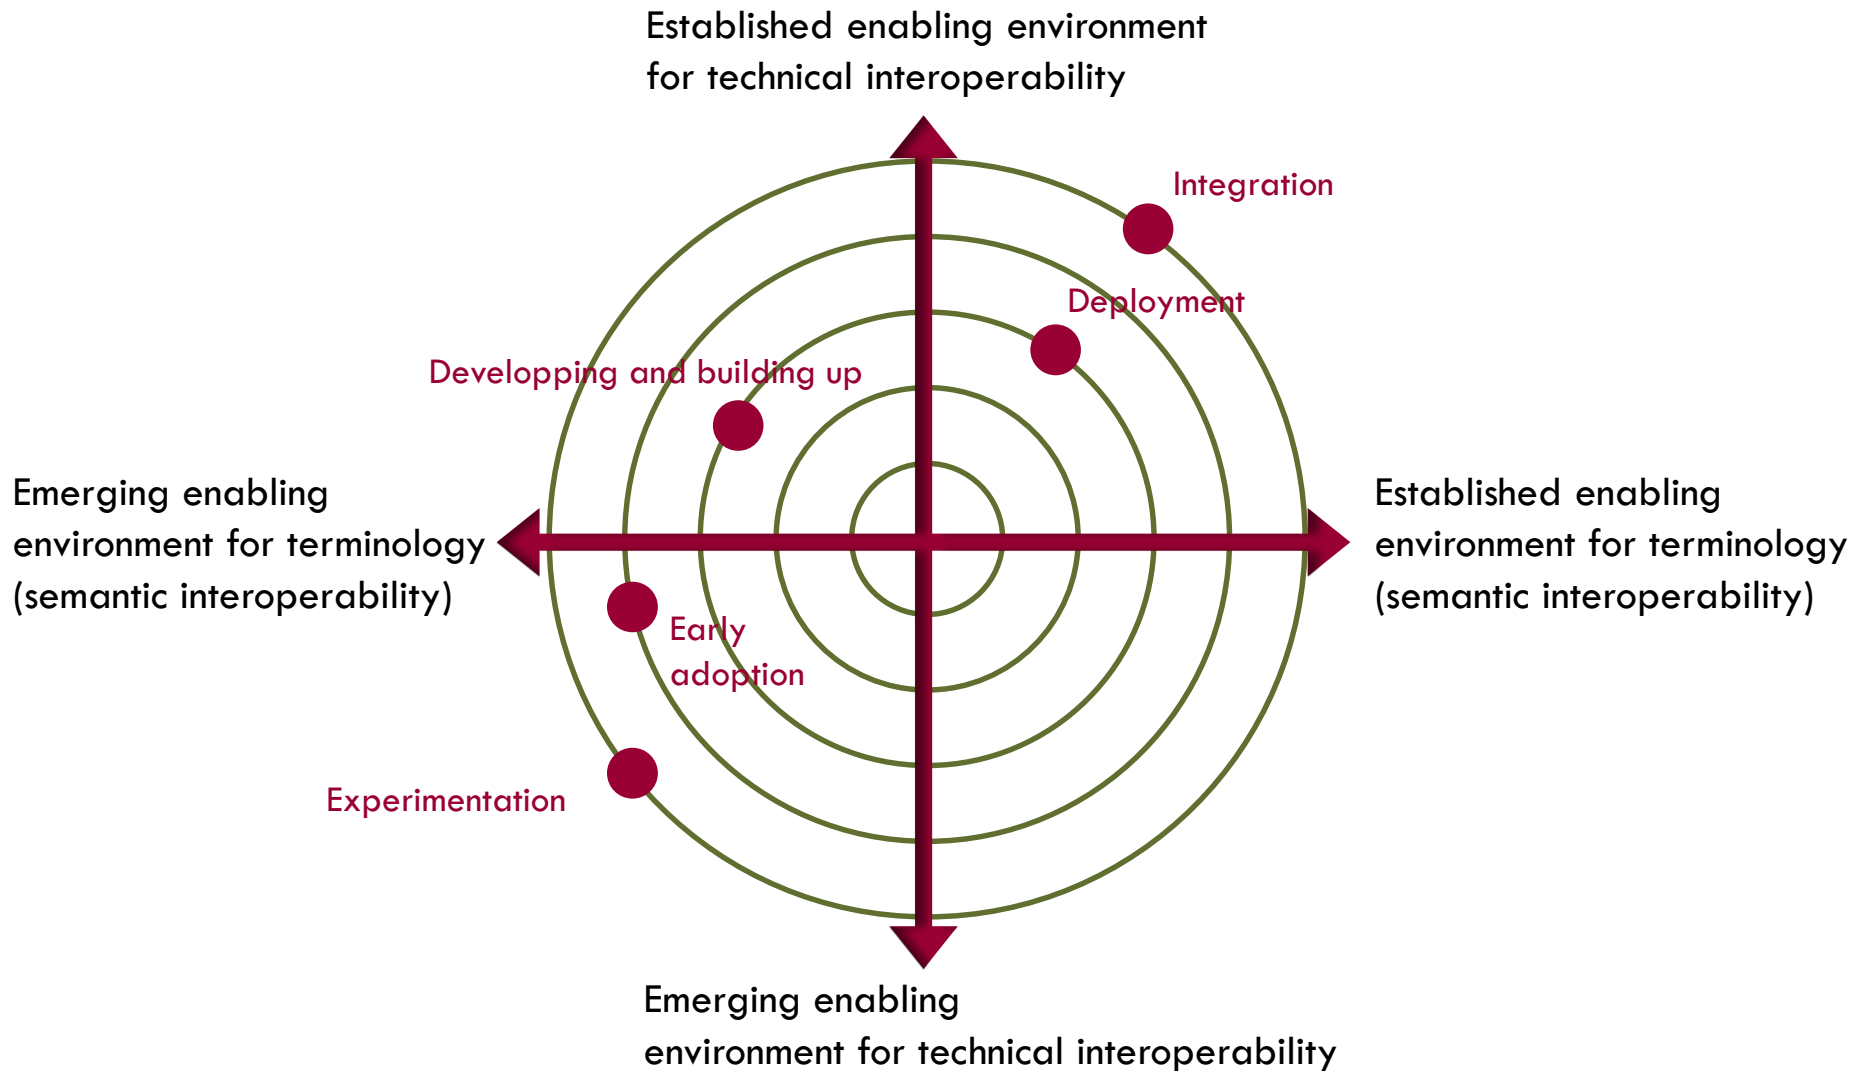 Established enabling environment
for technical interoperability
Integration
Deployment
Developping and building up
Emerging enabling
environment for terminology
(semantic interoperability)
Established enabling
environment for terminology
(semantic interoperability)
Early
adoption
Experimentation
Emerging enabling
environment for technical interoperability